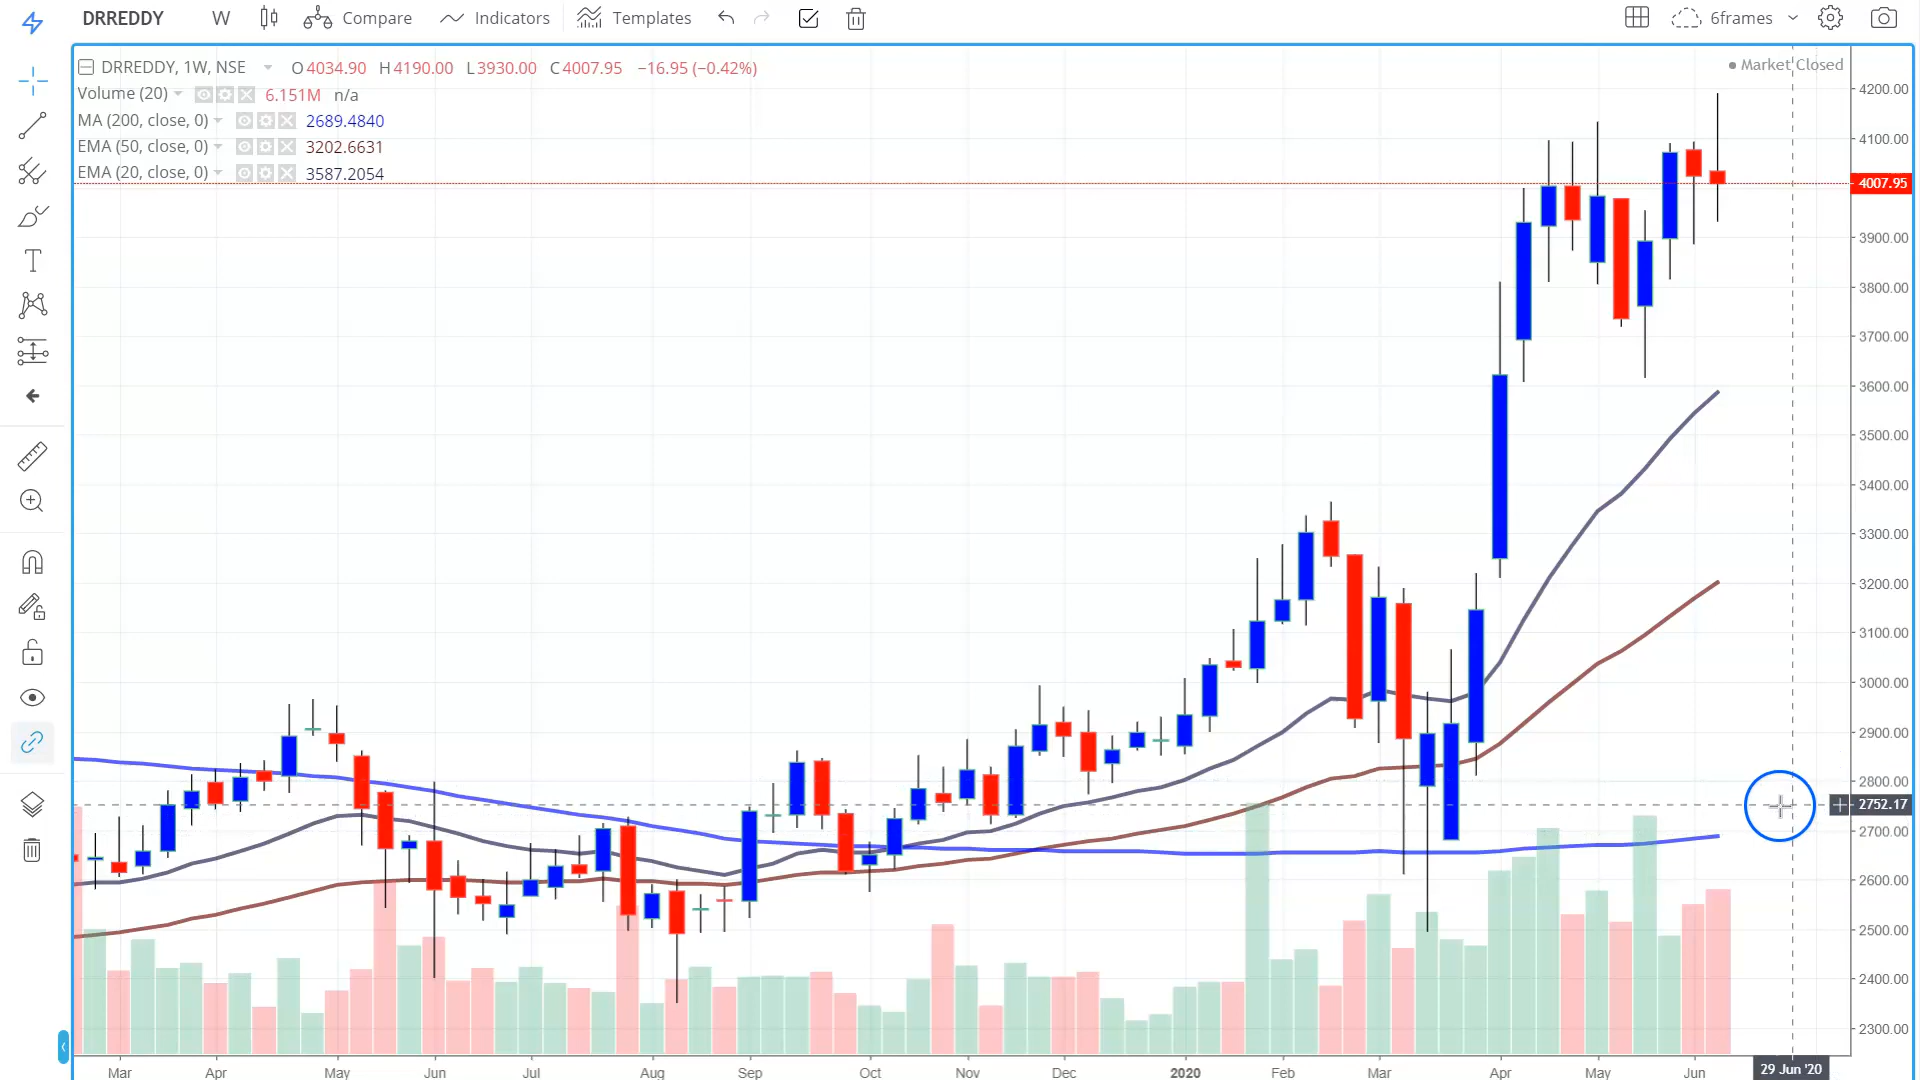 DRREDDY W Compare Indicators Templates 6frames
DRREDDY, 1W, NSE O4034.90 H4190.00 L3930.00 C4007.95 −16.95 (−0.42%)
Market Closed
Volume (20) 6.151M n/a
MA (200, close, 0) 2689.4840
EMA (50, close, 0) 3202.6631
EMA (20, close, 0) 3587.2054
4200.00
4100.00
4007.95
3900.00
3800.00
3700.00
3600.00
3500.00
3400.00
3300.00
3200.00
3100.00
3000.00
2900.00
2800.00
2752.17
2700.00
2600.00
2500.00
2400.00
2300.00
Mar Apr May Jun Jul Aug Sep Oct Nov Dec 2020 Feb Mar Apr May Jun 29 Jun '20